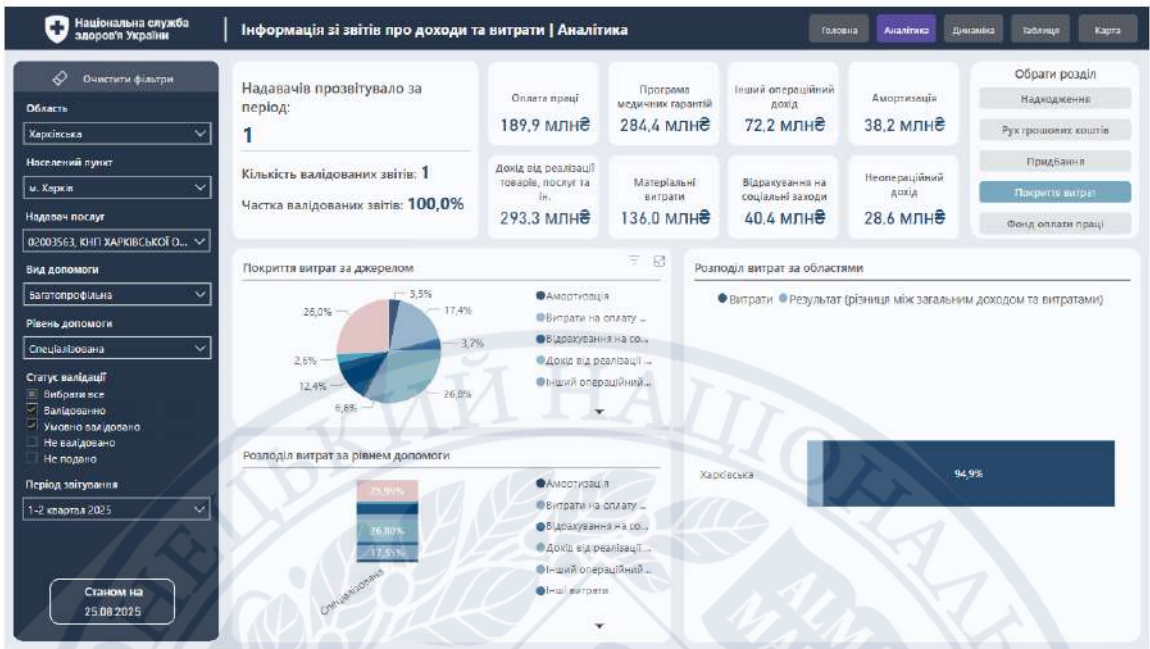 Національна служба
здоров'я України
Інформація зі звітів про доходи та витрати | Аналітика
Головна
Аналітика
Динаміка
Таблиця
Карта
Очистити фільтри
Область
Харківська
Населений пункт
м. Харків
Надавач послуг
02003563, КНП ХАРКІВСЬКОЇ О...
Вид допомоги
Багатопрофільна
Рівень допомоги
Спеціалізована
Статус валідації
Вибрати все
Валідованно
Умовно валідовано
Не валідовано
Не подано
Період звітування
1-2 квартал 2025
Станом на
25.08.2025
Надавачів прозвітувало за
період:
1
Кількість валідованих звітів: 1
Частка валідованих звітів: 100,0%
Оплата праці
189,9 млн₴
Програма
медичних гарантій
284,4 млн₴
Інший операційний
дохід
72,2 млн₴
Амортизація
38,2 млн₴
Дохід від реалізації
товарів, послуг та
ін.
293,3 млн₴
Матеріальні
витрати
136,0 млн₴
Відрахування на
соціальні заходи
40,4 млн₴
Неопераційний
дохід
28,6 млн₴
Обрати розділ
Надходження
Рух грошових коштів
Придбання
Покриття витрат
Фонд оплати праці
Покриття витрат за джерелом
3,5%
17,4%
3,7%
26,8%
6,6%
12,4%
2,6%
26,0%
Амортизація
Витрати на оплату ...
Відрахування на со...
Дохід від реалізації ...
Інший операційний...
Розподіл витрат за рівнем допомоги
26,80%
17,35%
Спеціалізована
Амортизація
Витрати на оплату ...
Відрахування на со...
Дохід від реалізації ...
Інший операційний...
Інші витрати
Розподіл витрат за областями
Витрати
Результат (різниця між загальним доходом та витратами)
Харківська
94,9%